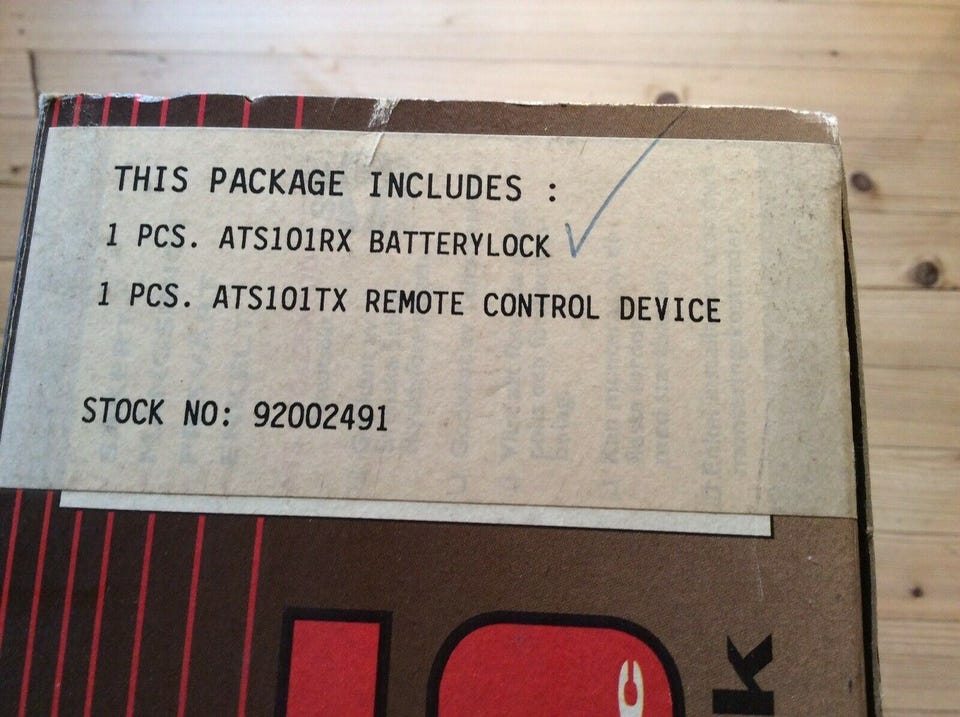 THIS PACKAGE INCLUDES :
1 PCS. ATS101RX BATTERYLOCK
1 PCS. ATS101TX REMOTE CONTROL DEVICE
STOCK NO: 92002491